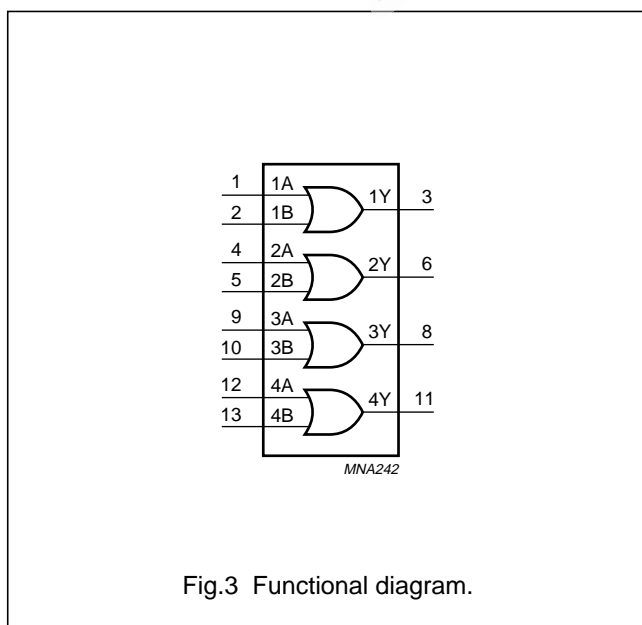 1 1A 1Y 3
2 1B
4 2A 2Y 6
5 2B
9 3A 3Y 8
10 3B
12 4A 4Y 11
13 4B
MNA242
Fig.3 Functional diagram.